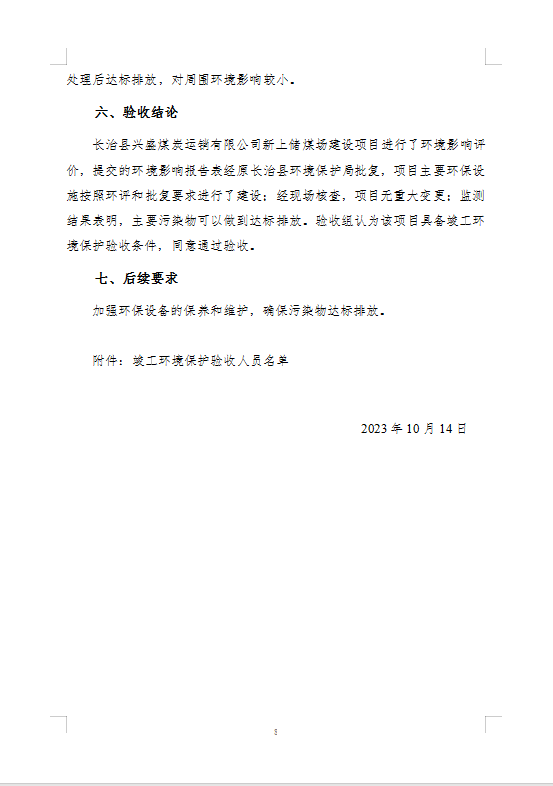 处理后达标排放，对周围环境影响较小。
六、验收结论
长治县兴盛煤炭运销有限公司新上储煤场建设项目进行了环境影响评
价，提交的环境影响报告表经原长治县环境保护局批复，项目主要环保设
施按照环评和批复要求进行了建设；经现场核查，项目无重大变更；监测
结果表明，主要污染物可以做到达标排放。验收组认为该项目具备竣工环
境保护验收条件，同意通过验收。
七、后续要求
加强环保设备的保养和维护，确保污染物达标排放。
附件：竣工环境保护验收人员名单
2023 年 10 月 14 日
8